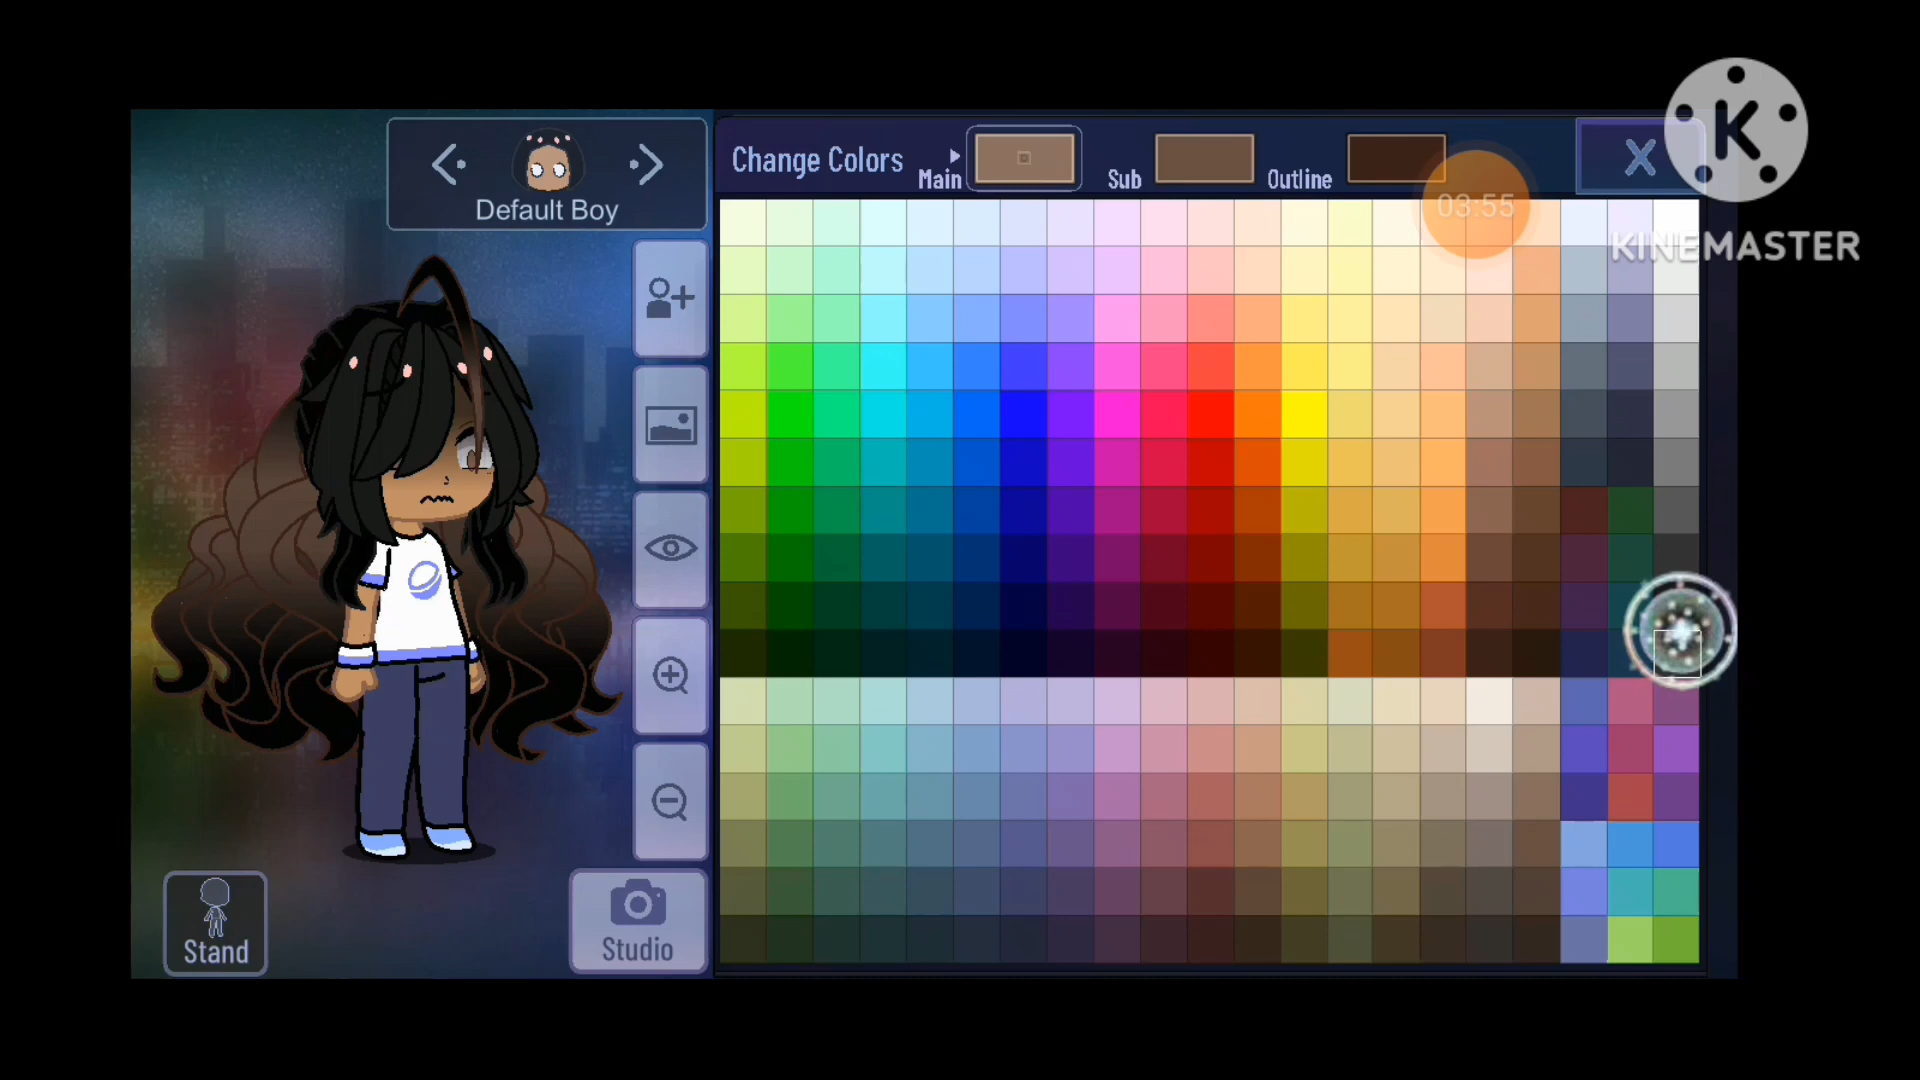 Change Colors
Main
Sub
Outline
X
K
KINEMASTER
03:55
Default Boy
Stand
Studio